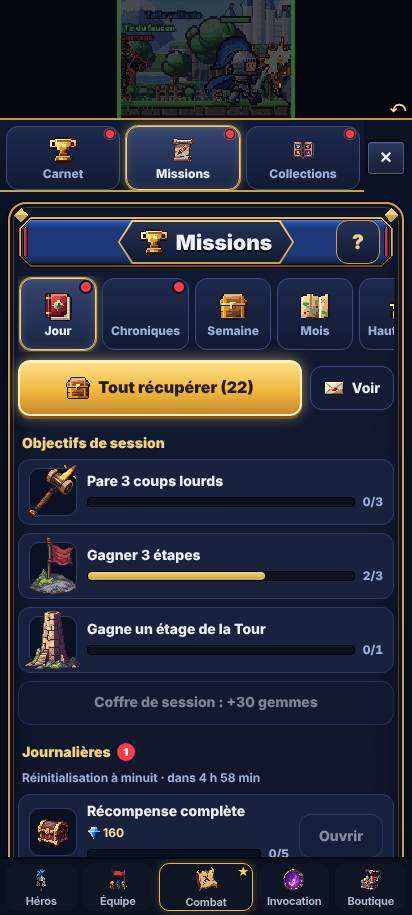 Carnet
Missions
Collections
×
Missions
?
Jour
Chroniques
Semaine
Mois
Haut
Tout récupérer (22)
Voir
Objectifs de session
Pare 3 coups lourds
0/3
Gagner 3 étapes
2/3
Gagne un étage de la Tour
0/1
Coffre de session : +30 gemmes
Journalières 1
Réinitialisation à minuit · dans 4 h 58 min
Récompense complète
160
0/5
Ouvrir
Héros
Équipe
Combat
Invocation
Boutique